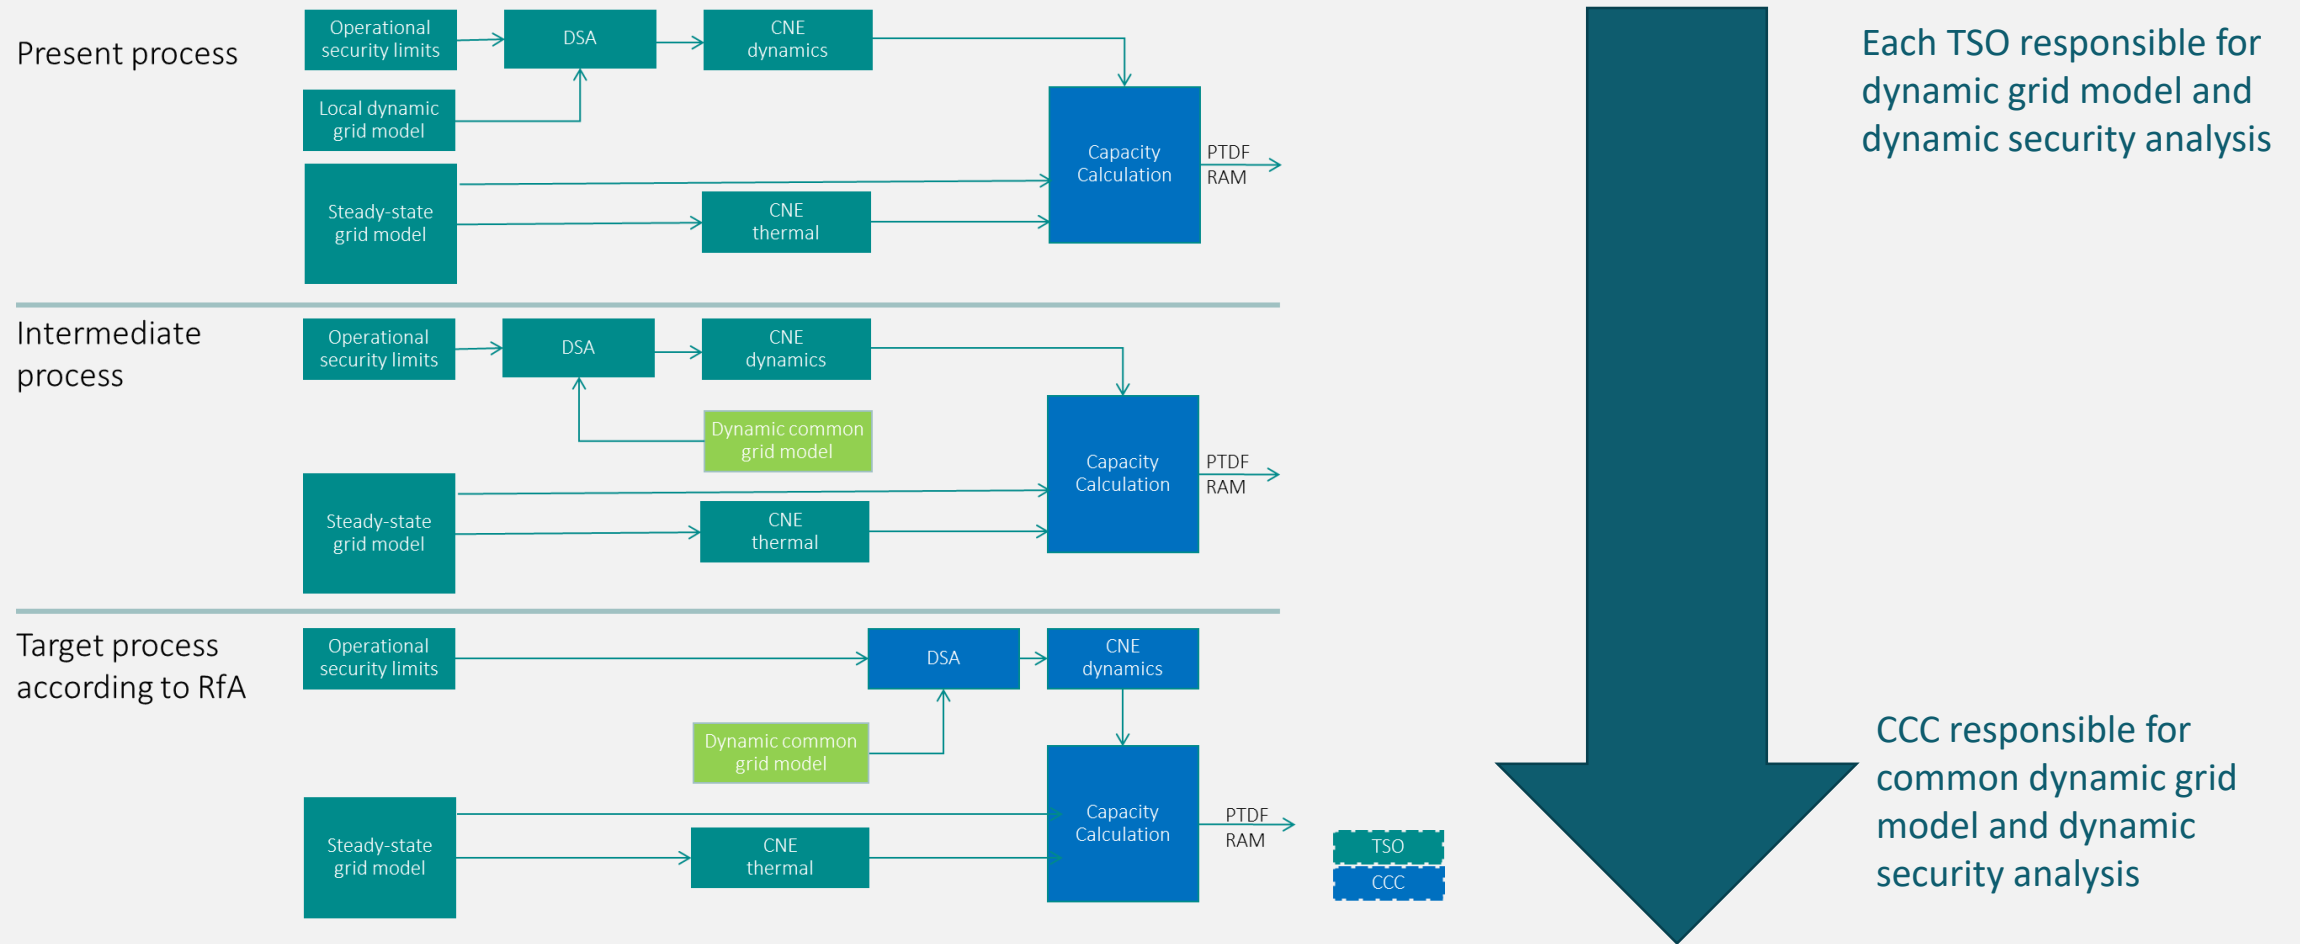 Present process
Operational
security limits
DSA
CNE
dynamics
Local dynamic
grid model
Steady-state
grid model
CNE
thermal
Capacity
Calculation
PTDF
RAM
Each TSO responsible for
dynamic grid model and
dynamic security analysis
Intermediate
process
Operational
security limits
DSA
CNE
dynamics
Dynamic common
grid model
Steady-state
grid model
CNE
thermal
Capacity
Calculation
PTDF
RAM
Target process
according to RfA
Operational
security limits
DSA
CNE
dynamics
Dynamic common
grid model
Steady-state
grid model
CNE
thermal
Capacity
Calculation
PTDF
RAM
TSO
CCC
CCC responsible for
common dynamic grid
model and dynamic
security analysis